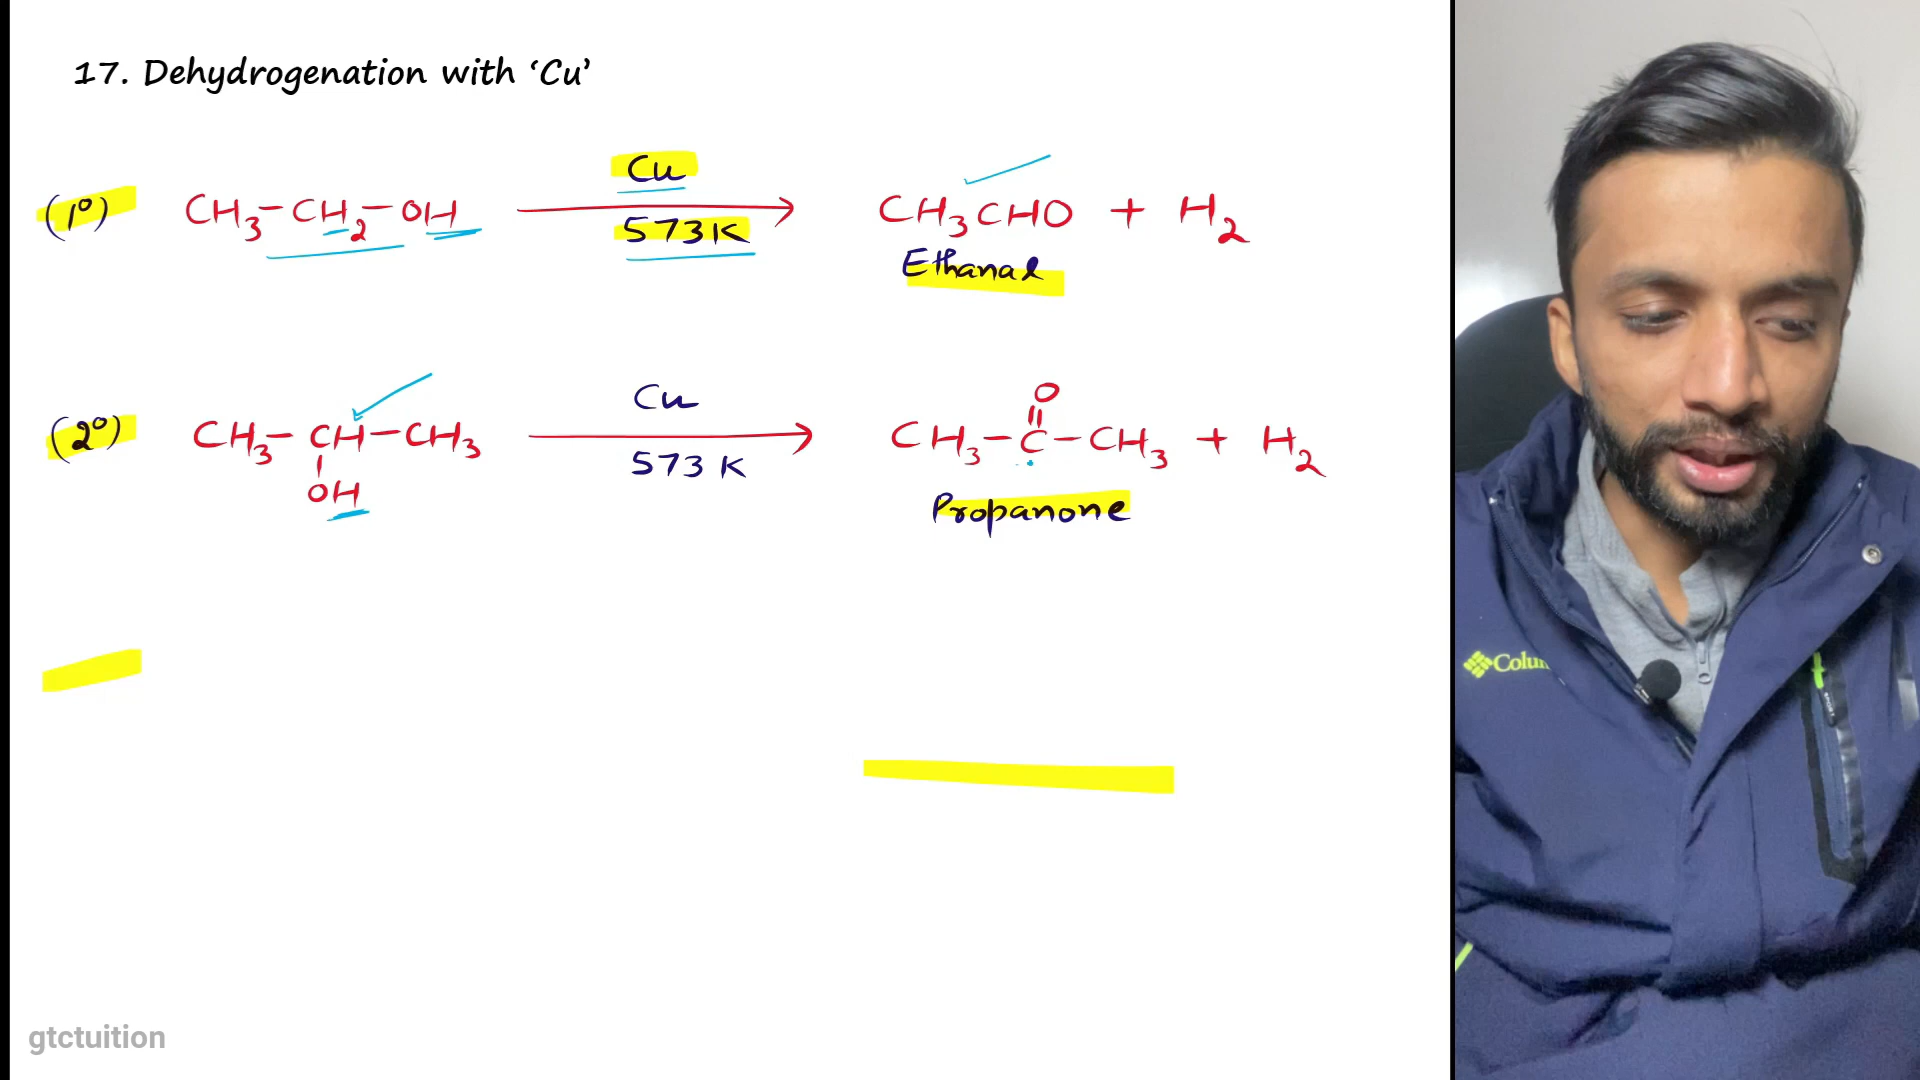 17. Dehydrogenation with ‘Cu’
(1°) CH₃–CH₂–OH Cu 573K CH₃CHO + H₂
Ethanal
(2°) CH₃–CH–CH₃ Cu 573 K CH₃–C–CH₃ + H₂
OH O
Propanone
Colum
gtctuition